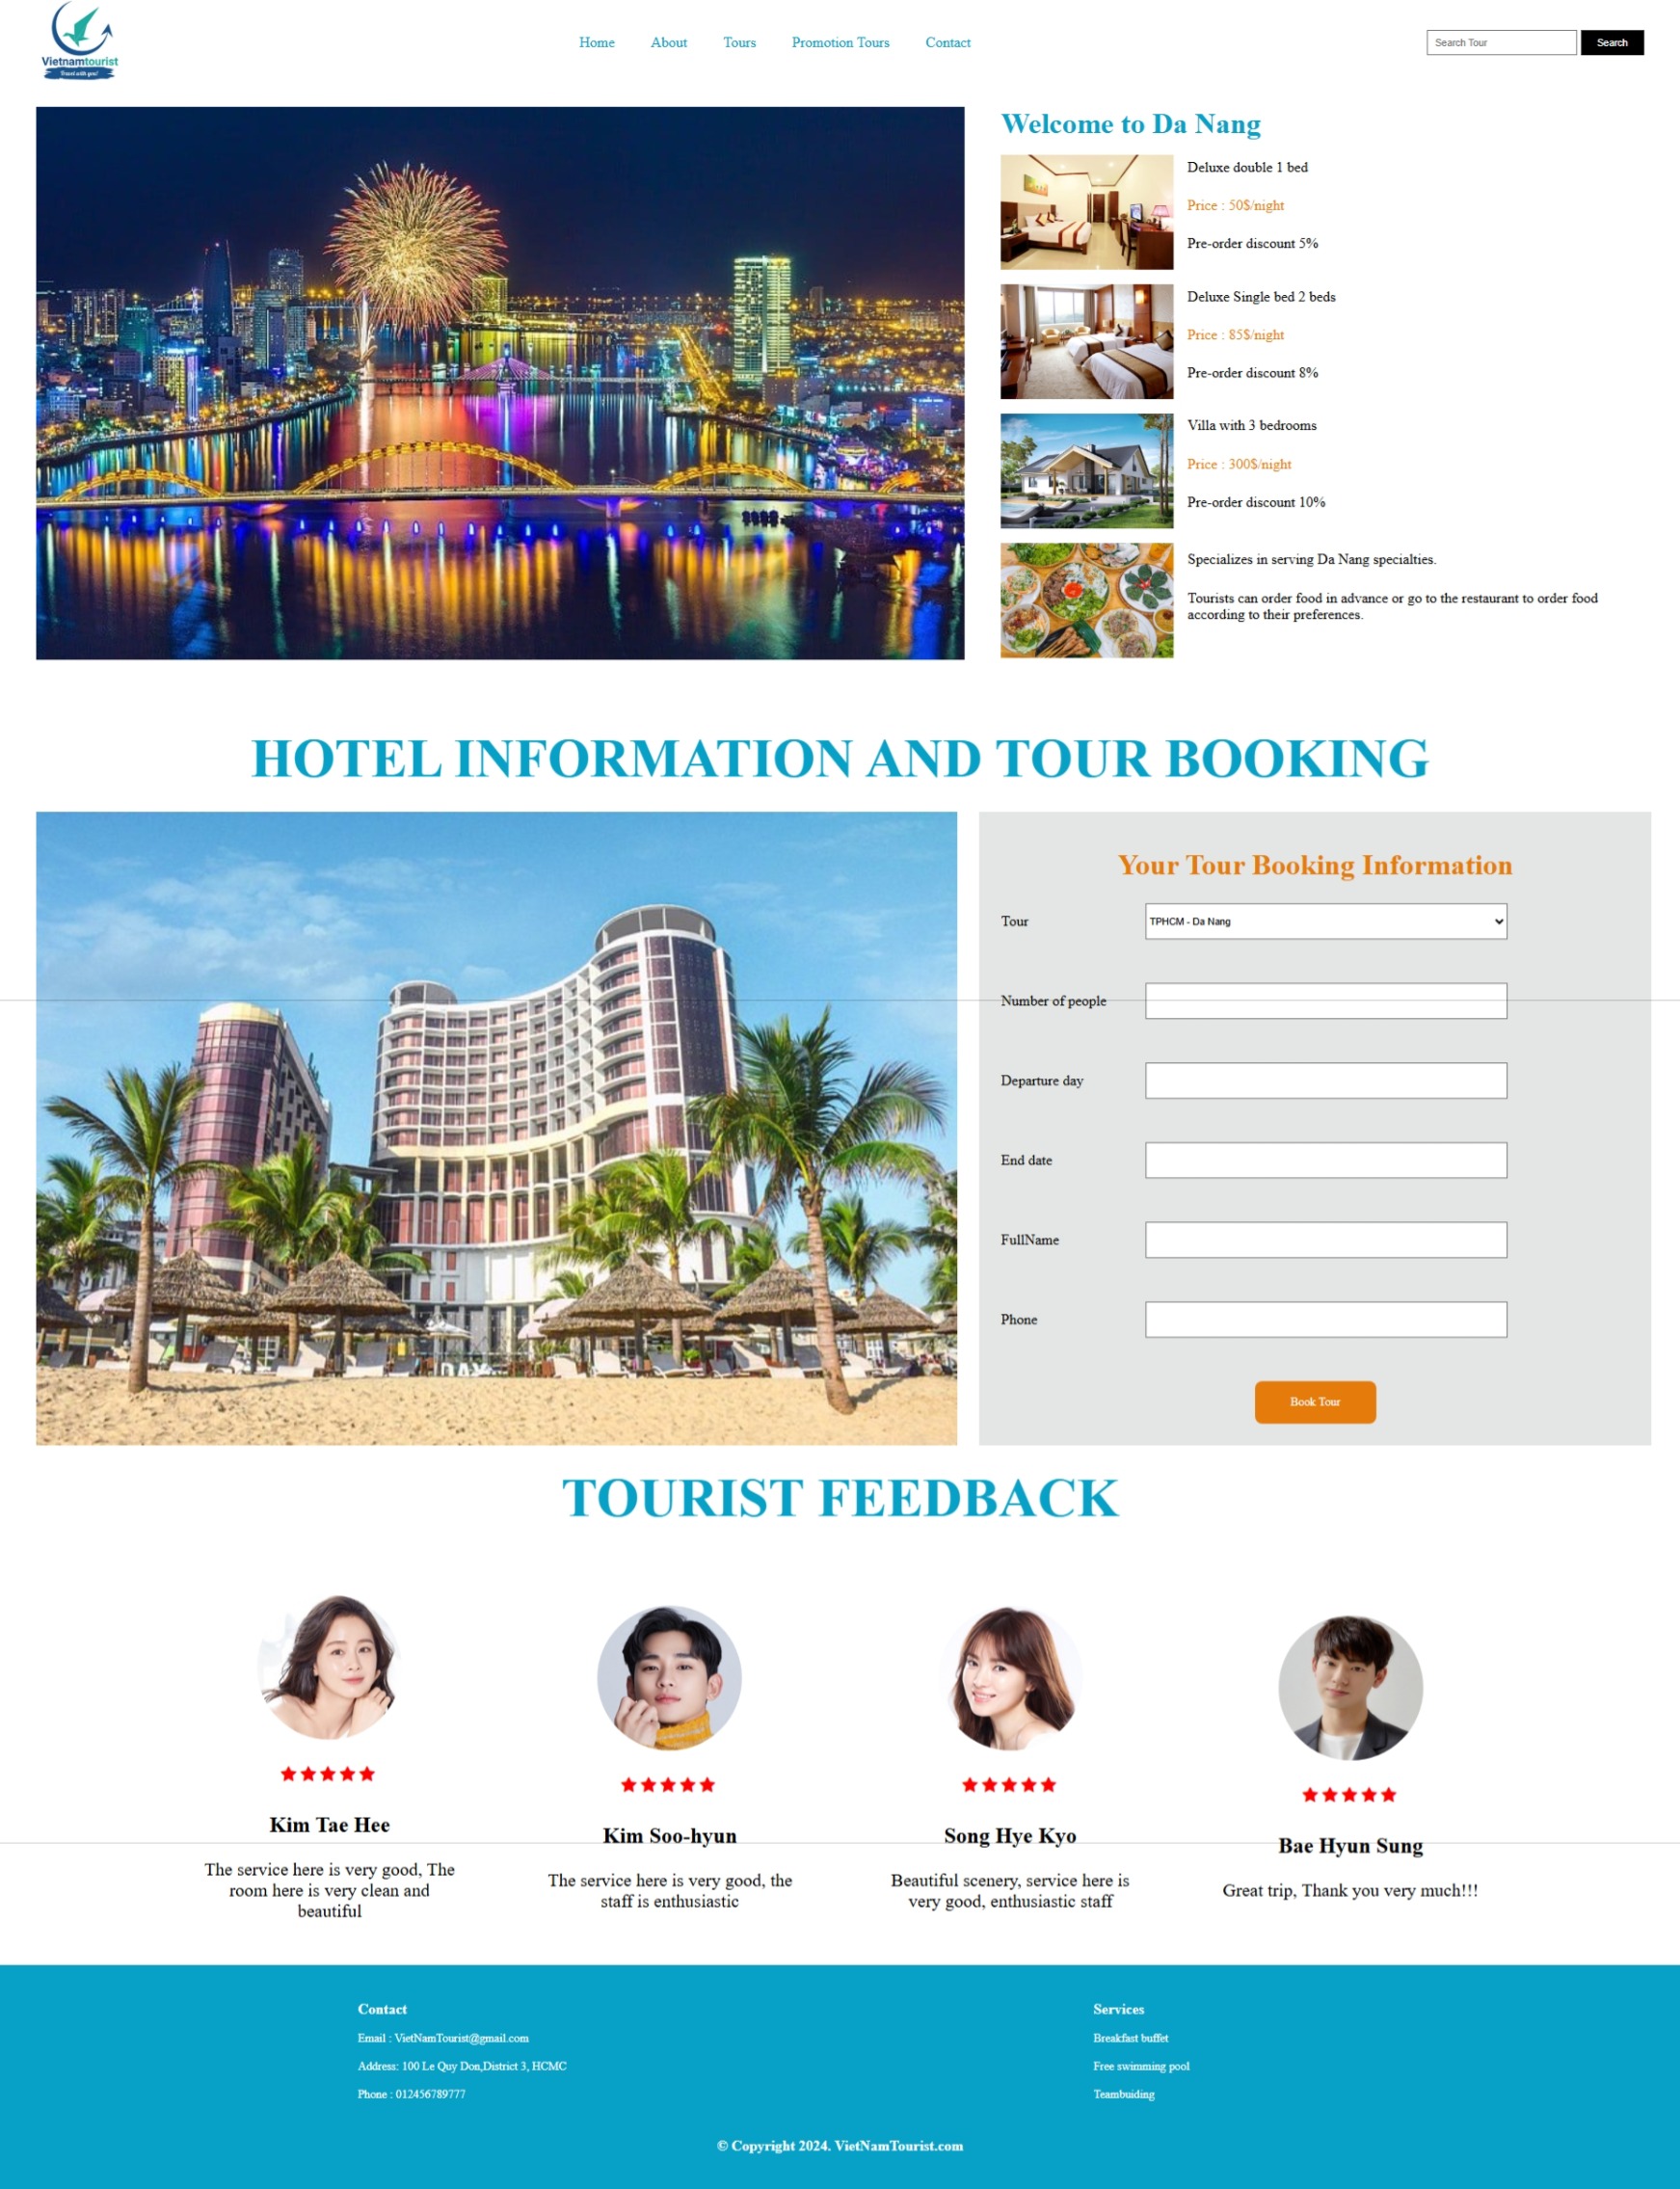 Vietnamtourist
Travel with you!
Home About Tours Promotion Tours Contact
Search Tour Search
Welcome to Da Nang
Deluxe double 1 bed
Price : 50$/night
Pre-order discount 5%
Deluxe Single bed 2 beds
Price : 85$/night
Pre-order discount 8%
Villa with 3 bedrooms
Price : 300$/night
Pre-order discount 10%
Specializes in serving Da Nang specialties.
Tourists can order food in advance or go to the restaurant to order food
according to their preferences.
HOTEL INFORMATION AND TOUR BOOKING
DAY
Your Tour Booking Information
Tour TPHCM - Da Nang
Number of people
Departure day
End date
FullName
Phone
Book Tour
TOURIST FEEDBACK
Kim Tae Hee
The service here is very good, The
room here is very clean and
beautiful
Kim Soo-hyun
The service here is very good, the
staff is enthusiastic
Song Hye Kyo
Beautiful scenery, service here is
very good, enthusiastic staff
Bae Hyun Sung
Great trip, Thank you very much!!!
Contact
Email : VietNamTourist@gmail.com
Address: 100 Le Quy Don,District 3, HCMC
Phone : 012456789777
Services
Breakfast buffet
Free swimming pool
Teambuiding
© Copyright 2024. VietNamTourist.com